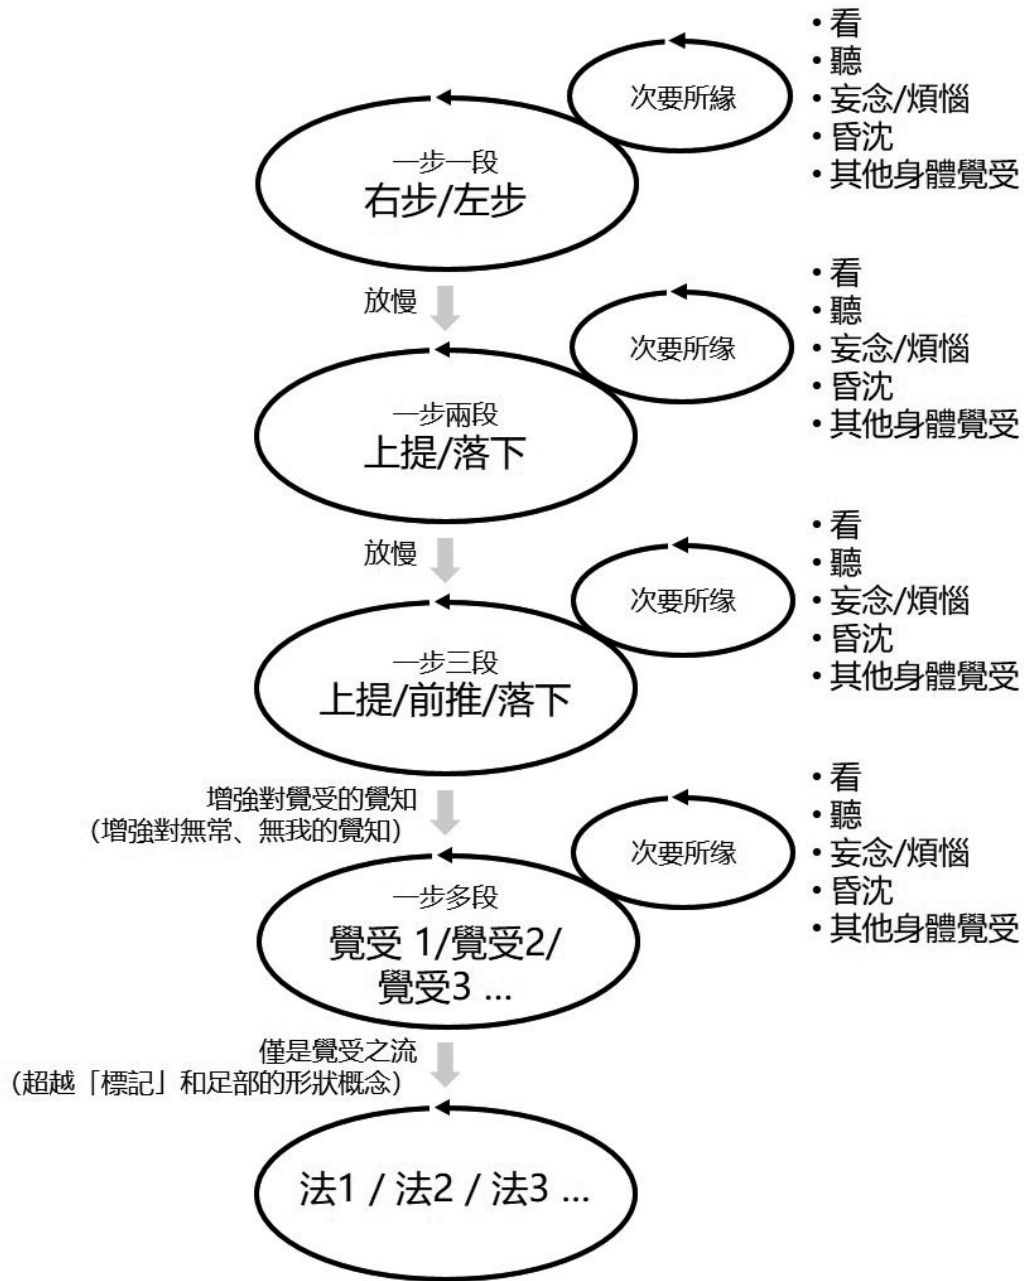 • 看
• 聽
• 妄念/煩惱
• 昏沈
• 其他身體覺受
次要所緣
一步一段
右步/左步
放慢
• 看
• 聽
• 妄念/煩惱
• 昏沈
• 其他身體覺受
次要所缘
一步兩段
上提/落下
放慢
• 看
• 聽
• 妄念/煩惱
• 昏沈
• 其他身體覺受
次要所缘
一步三段
上提/前推/落下
增強對覺受的覺知
（增強對無常、無我的覺知）
• 看
• 聽
• 妄念/煩惱
• 昏沈
• 其他身體覺受
次要所缘
一步多段
覺受 1/覺受2/
覺受3 ...
僅是覺受之流
（超越「標記」和足部的形狀概念）
法1 / 法2 / 法3 ...